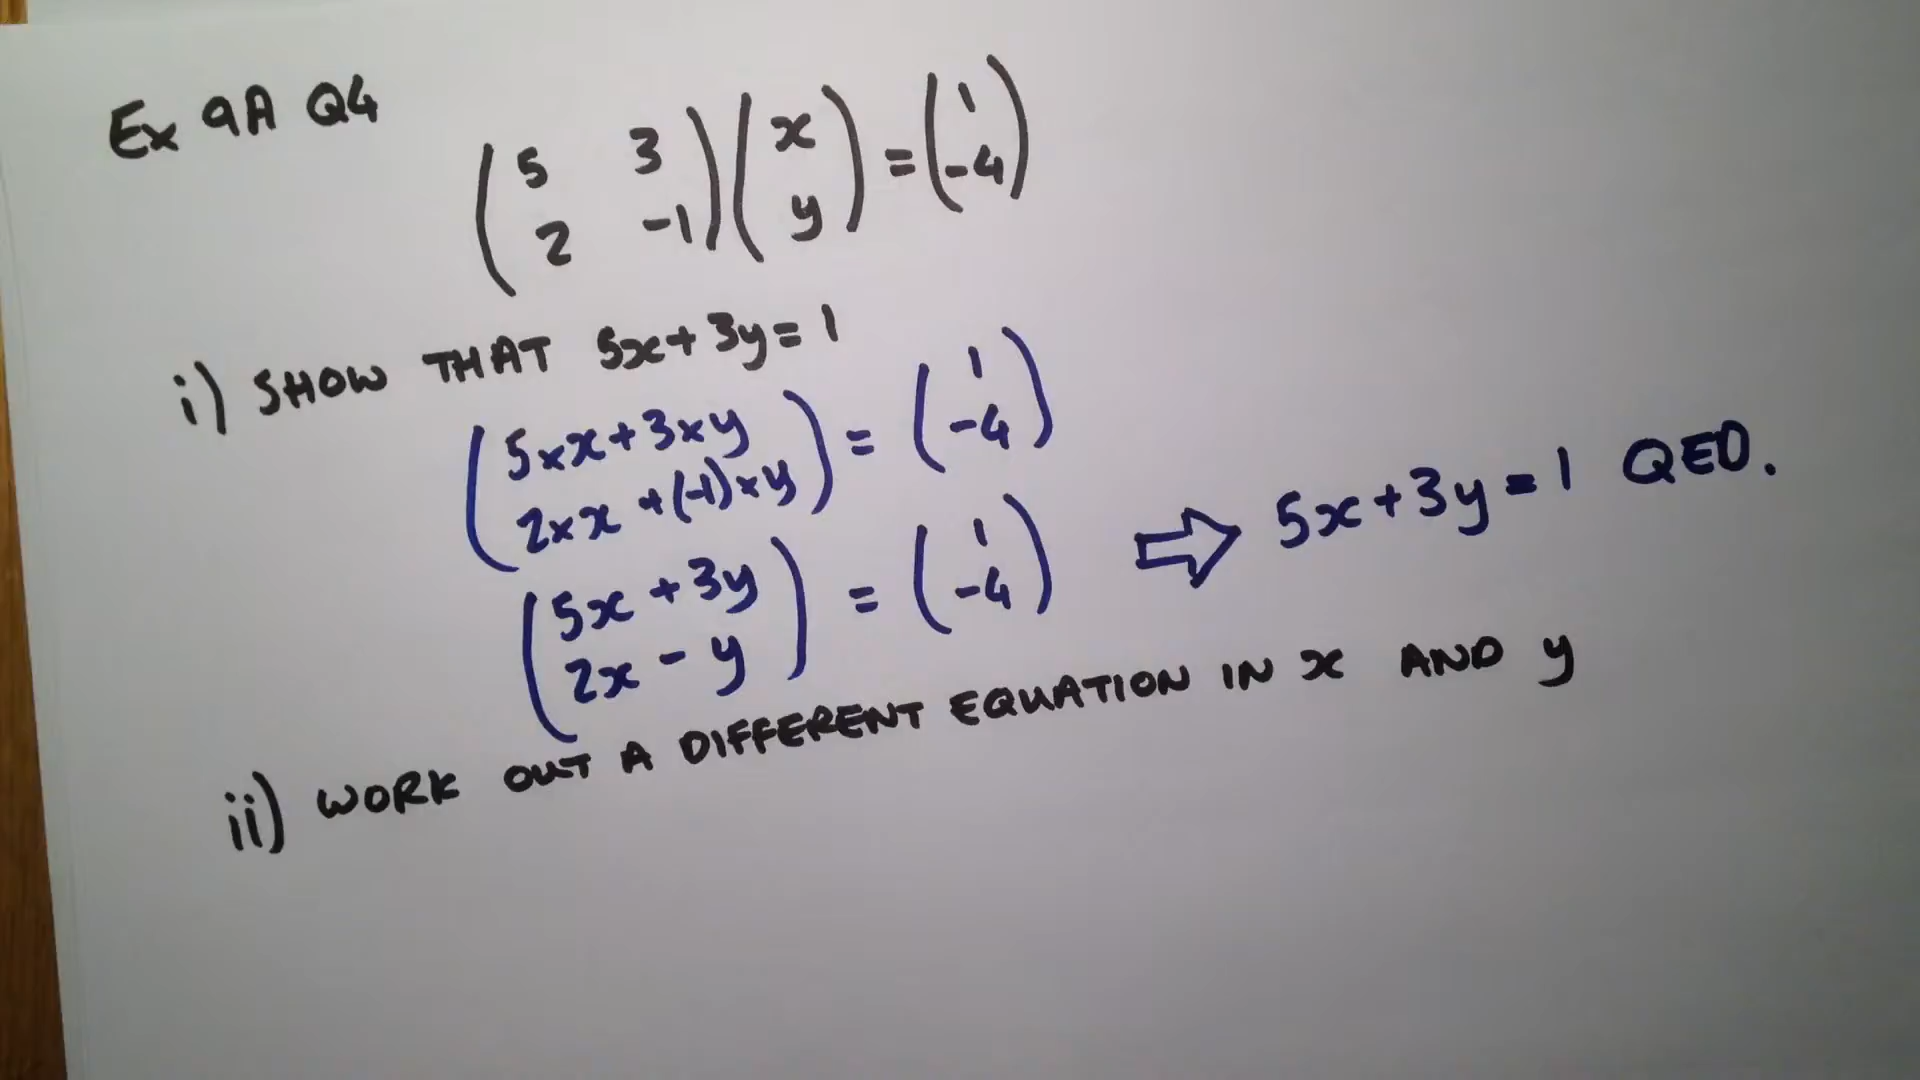 Ex 9A Q4
(5 3
2 -1)(x
y)=(1
-4)
i) SHOW THAT 5x+3y=1
(5×x+3×y
2×x+(-1)×y)=(1
-4)
(5x+3y
2x-y)=(1
-4) ⇨ 5x+3y=1 QED.
ii) WORK OUT A DIFFERENT EQUATION IN x AND y